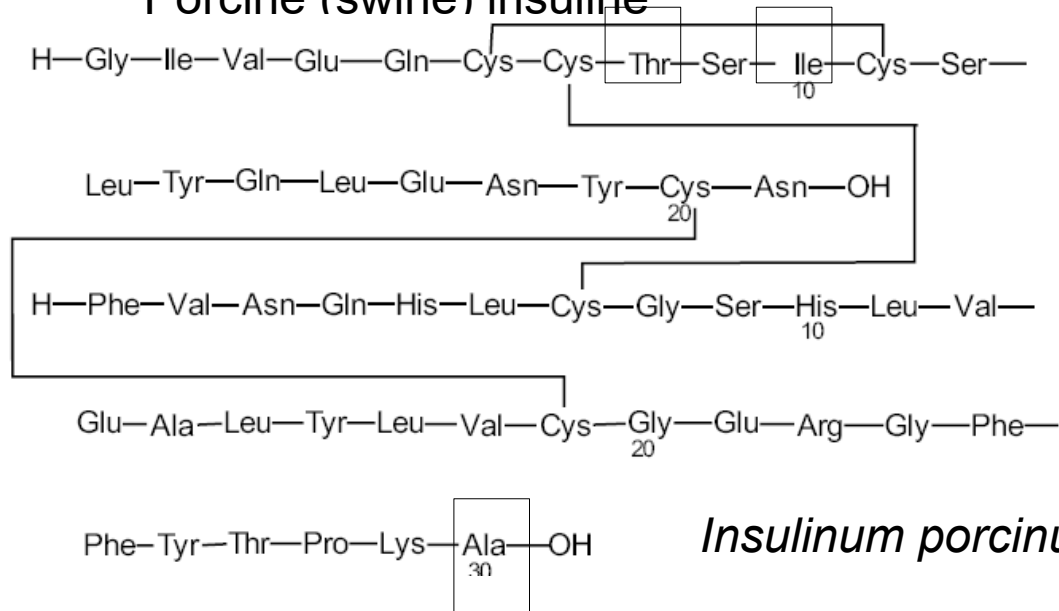 Porcine (swine) insuline
H—Gly—Ile—Val—Glu—Gln—Cys—Cys—Thr—Ser—Ile—Cys—Ser—
10
Leu—Tyr—Gln—Leu—Glu—Asn—Tyr—Cys—Asn—OH
20
H—Phe—Val—Asn—Gln—His—Leu—Cys—Gly—Ser—His—Leu—Val—
10
Glu—Ala—Leu—Tyr—Leu—Val—Cys—Gly—Glu—Arg—Gly—Phe—
20
Phe—Tyr—Thr—Pro—Lys—Ala—OH
30
Insulinum porcinu